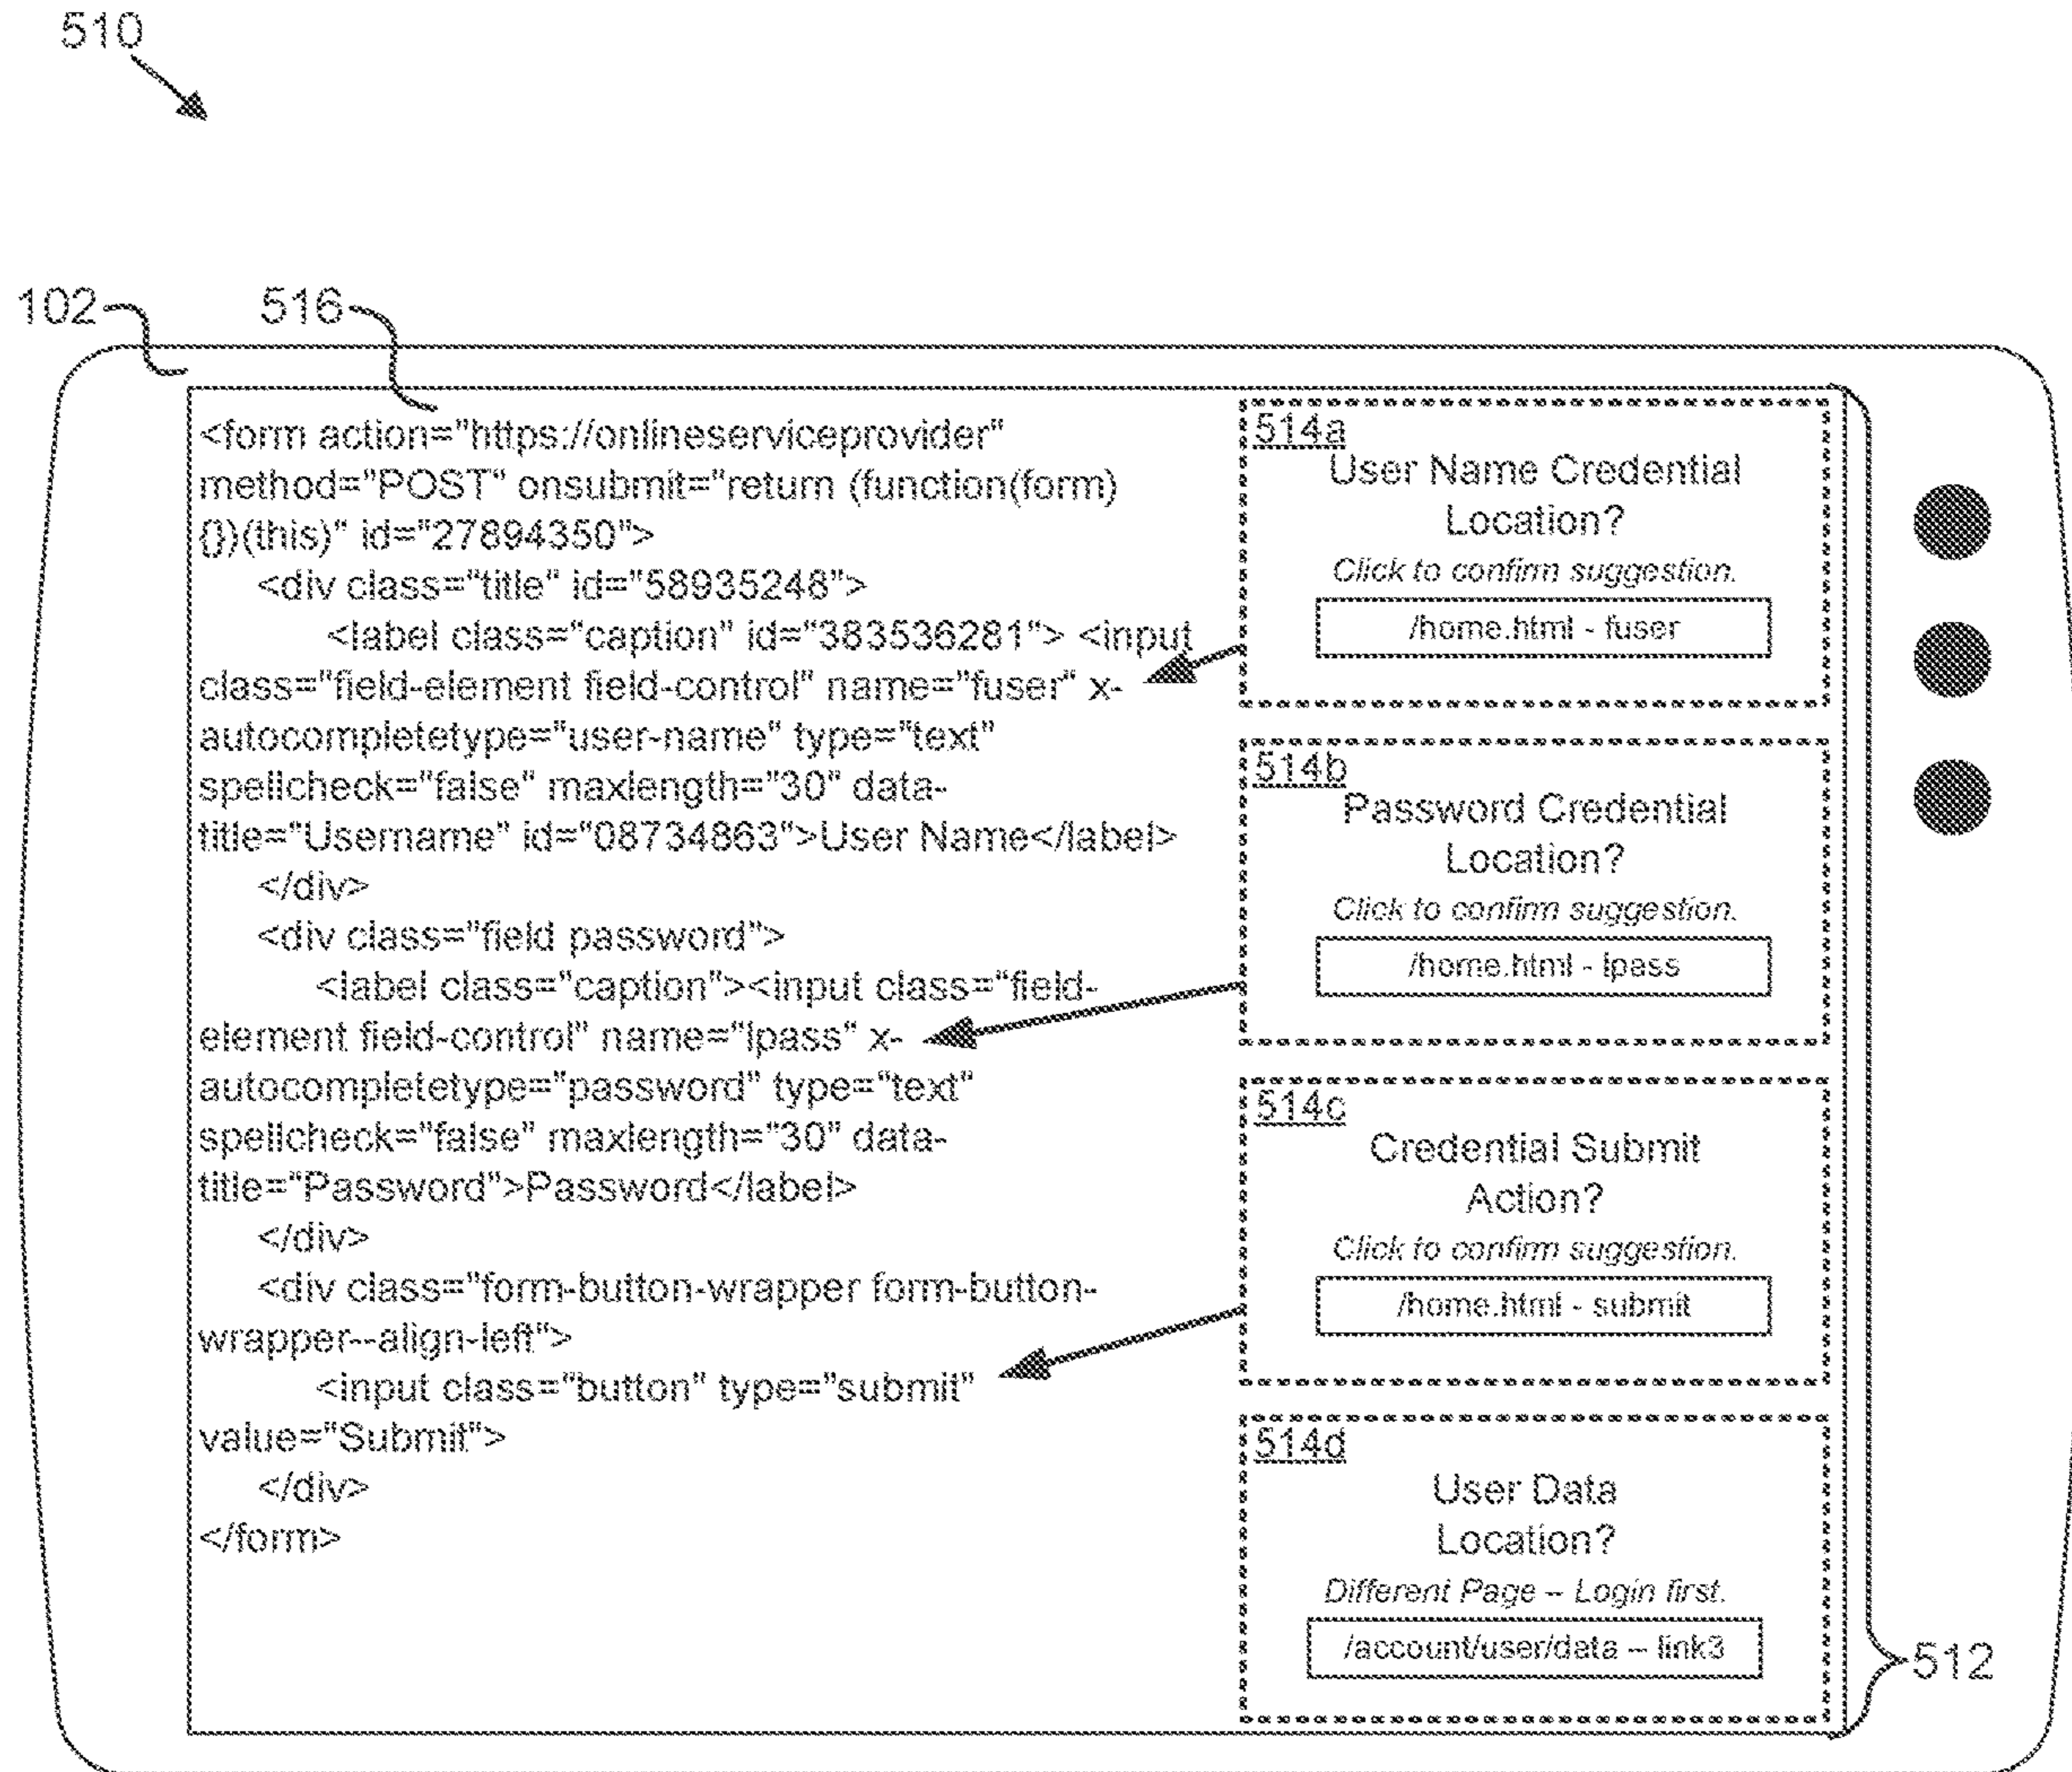 510
102
516
<form action="https://onlineserviceprovider"
method="POST" onsubmit="return (function(form)
{})(this)" id="27894350">
<div class="title" id="58935248">
<label class="caption" id="383536281"> <input
class="field-element field-control" name="fuser" x-
autocompletetype="user-name" type="text"
spellcheck="false" maxlength="30" data-
title="Username" id="08734863">User Name</label>
</div>
<div class="field password">
<label class="caption"><input class="field-
element field-control" name="lpass" x-
autocompletetype="password" type="text"
spellcheck="false" maxlength="30" data-
title="Password">Password</label>
</div>
<div class="form-button-wrapper form-button-
wrapper--align-left">
<input class="button" type="submit"
value="Submit">
</div>
</form>
514a
User Name Credential
Location?
Click to confirm suggestion.
/home.html - fuser
514b
Password Credential
Location?
Click to confirm suggestion.
/home.html - lpass
514c
Credential Submit
Action?
Click to confirm suggestion.
/home.html - submit
514d
User Data
Location?
Different Page – Login first.
/account/user/data – link3
512